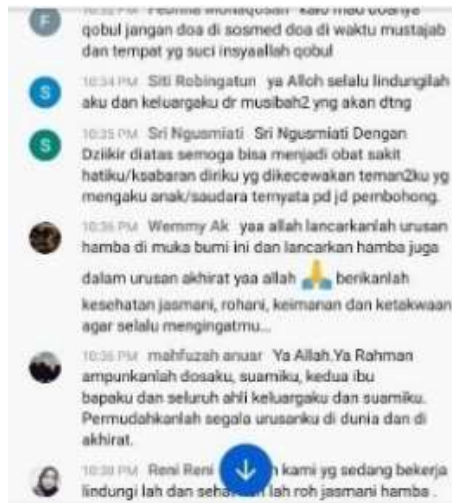 F
qobul jangan doa di sosmed doa di waktu mustajab
dan tempat yg suci insyaallah qobul
S
10:34 PM Siti Robingatun ya Alloh selalu lindungilah
aku dan keluargaku dr musibah2 yng akan dtng
S
10:35 PM Sri Ngusmiati Sri Ngusmiati Dengan
Dziikir diatas semoga bisa menjadi obat sakit
hatiku/ksabaran diriku yg dikecewakan teman2ku yg
mengaku anak/saudara ternyata pd jd pembohong.
10:36 PM Wemmy Ak yaa allah lancarkanlah urusan
hamba di muka bumi ini dan lancarkan hamba juga
dalam urusan akhirat yaa allah 🙏 berikanlah
kesehatan jasmani, rohani, keimanan dan ketakwaan
agar selalu mengingatmu...
10:36 PM mahfuzah anuar Ya Allah.Ya Rahman
ampunkanlah dosaku, suamiku, kedua ibu
bapaku dan seluruh ahli keluargaku dan suamiku.
Permudahkanlah segala urusanku di dunia dan di
akhirat.
10:38 PM Reni Reni h kami yg sedang bekerja
lindungi lah dan seha lah roh jasmani hamba .